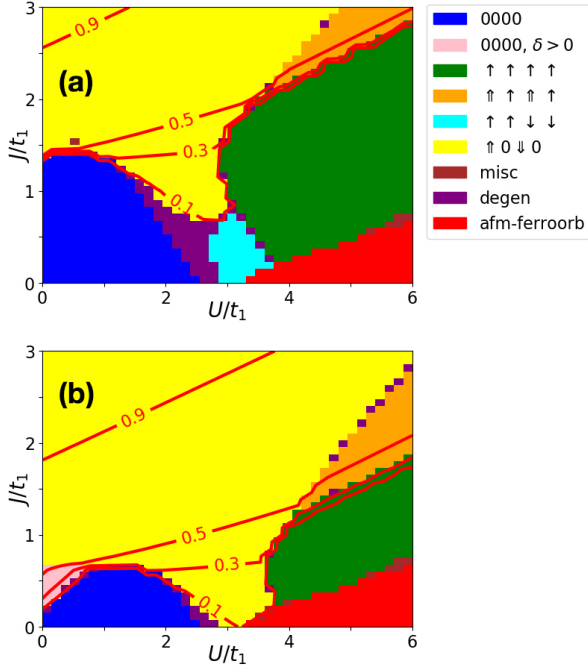 3
2
1
0
J/t₁
(a)
0.9
0.5
0.3
0.1
0
2
4
6
U/t₁
0000
0000, δ > 0
↑ ↑ ↑ ↑
⇑ ↑ ⇑ ↑
↑ ↑ ↓ ↓
⇑ 0 ⇓ 0
misc
degen
afm-ferroorb
3
2
1
0
J/t₁
(b)
0.9
0.5
0.3
0.1
0
2
4
6
U/t₁